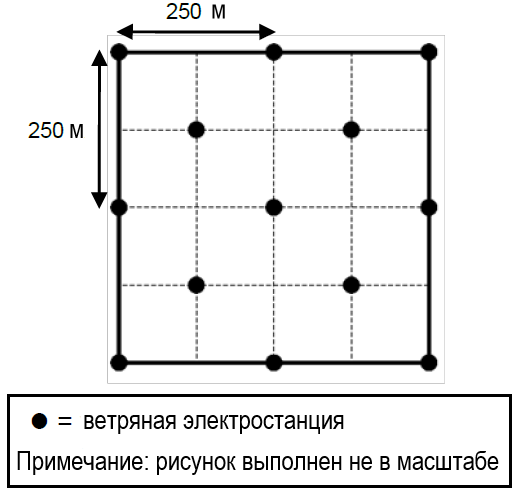 250 м
250 м
= ветряная электростанция
Примечание: рисунок выполнен не в масштабе